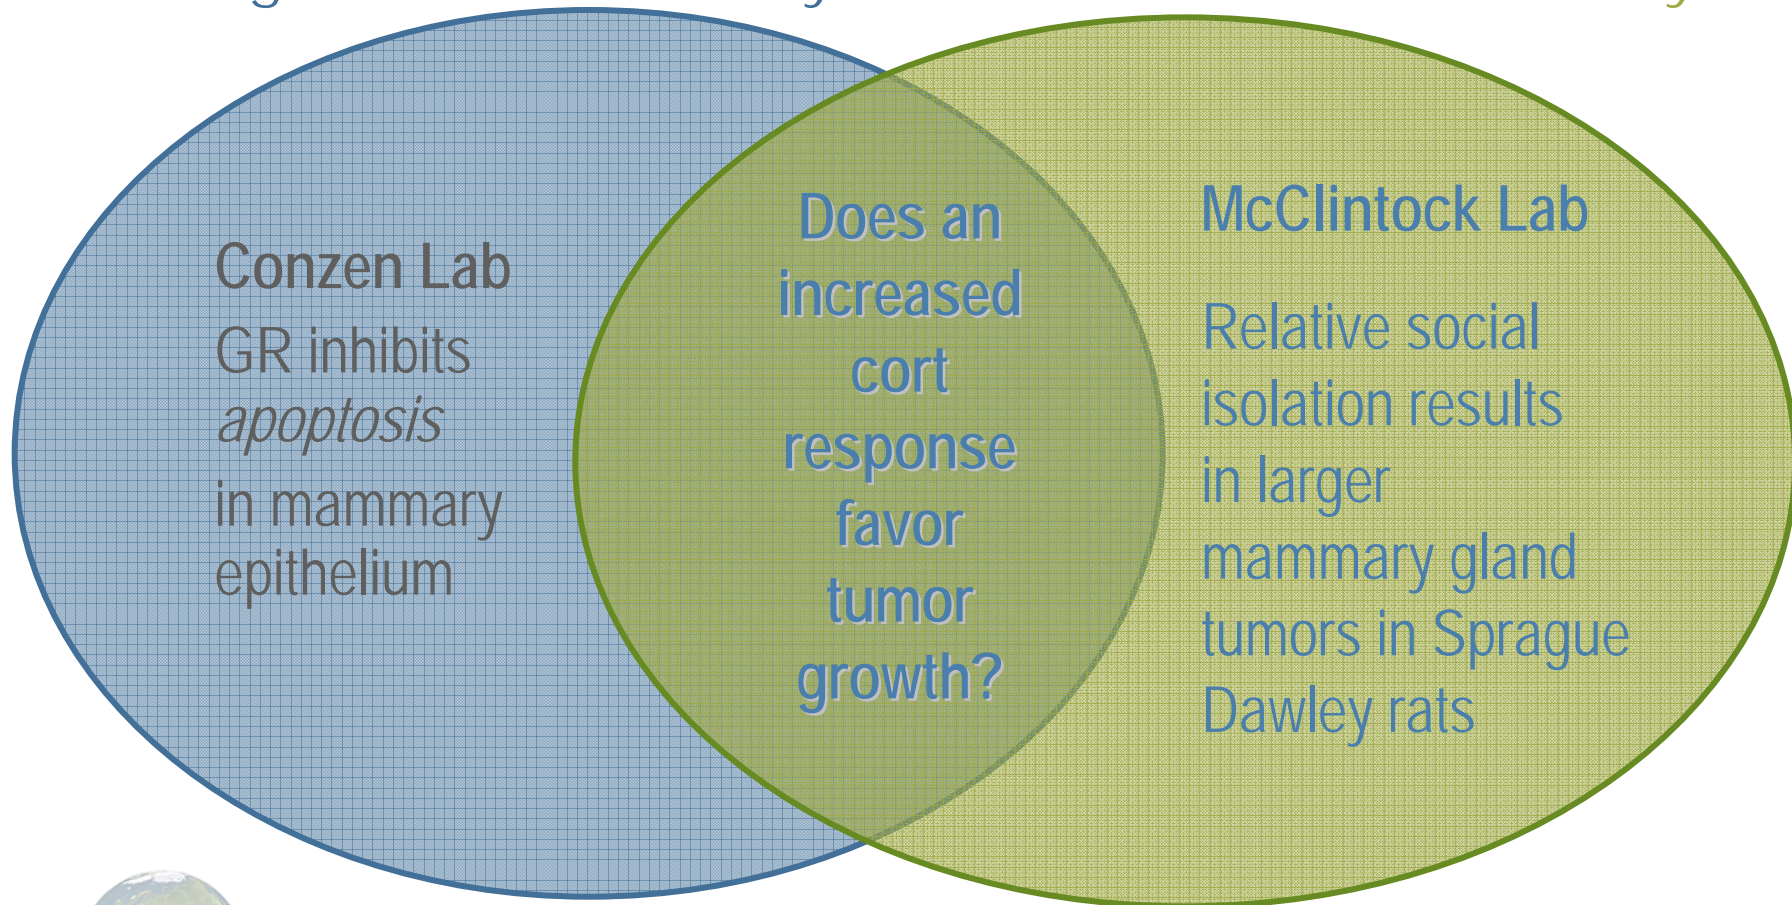 Conzen Lab
GR inhibits
apoptosis
in mammary
epithelium
Does an
increased
cort
response
favor
tumor
growth?
McClintock Lab
Relative social
isolation results
in larger
mammary gland
tumors in Sprague
Dawley rats